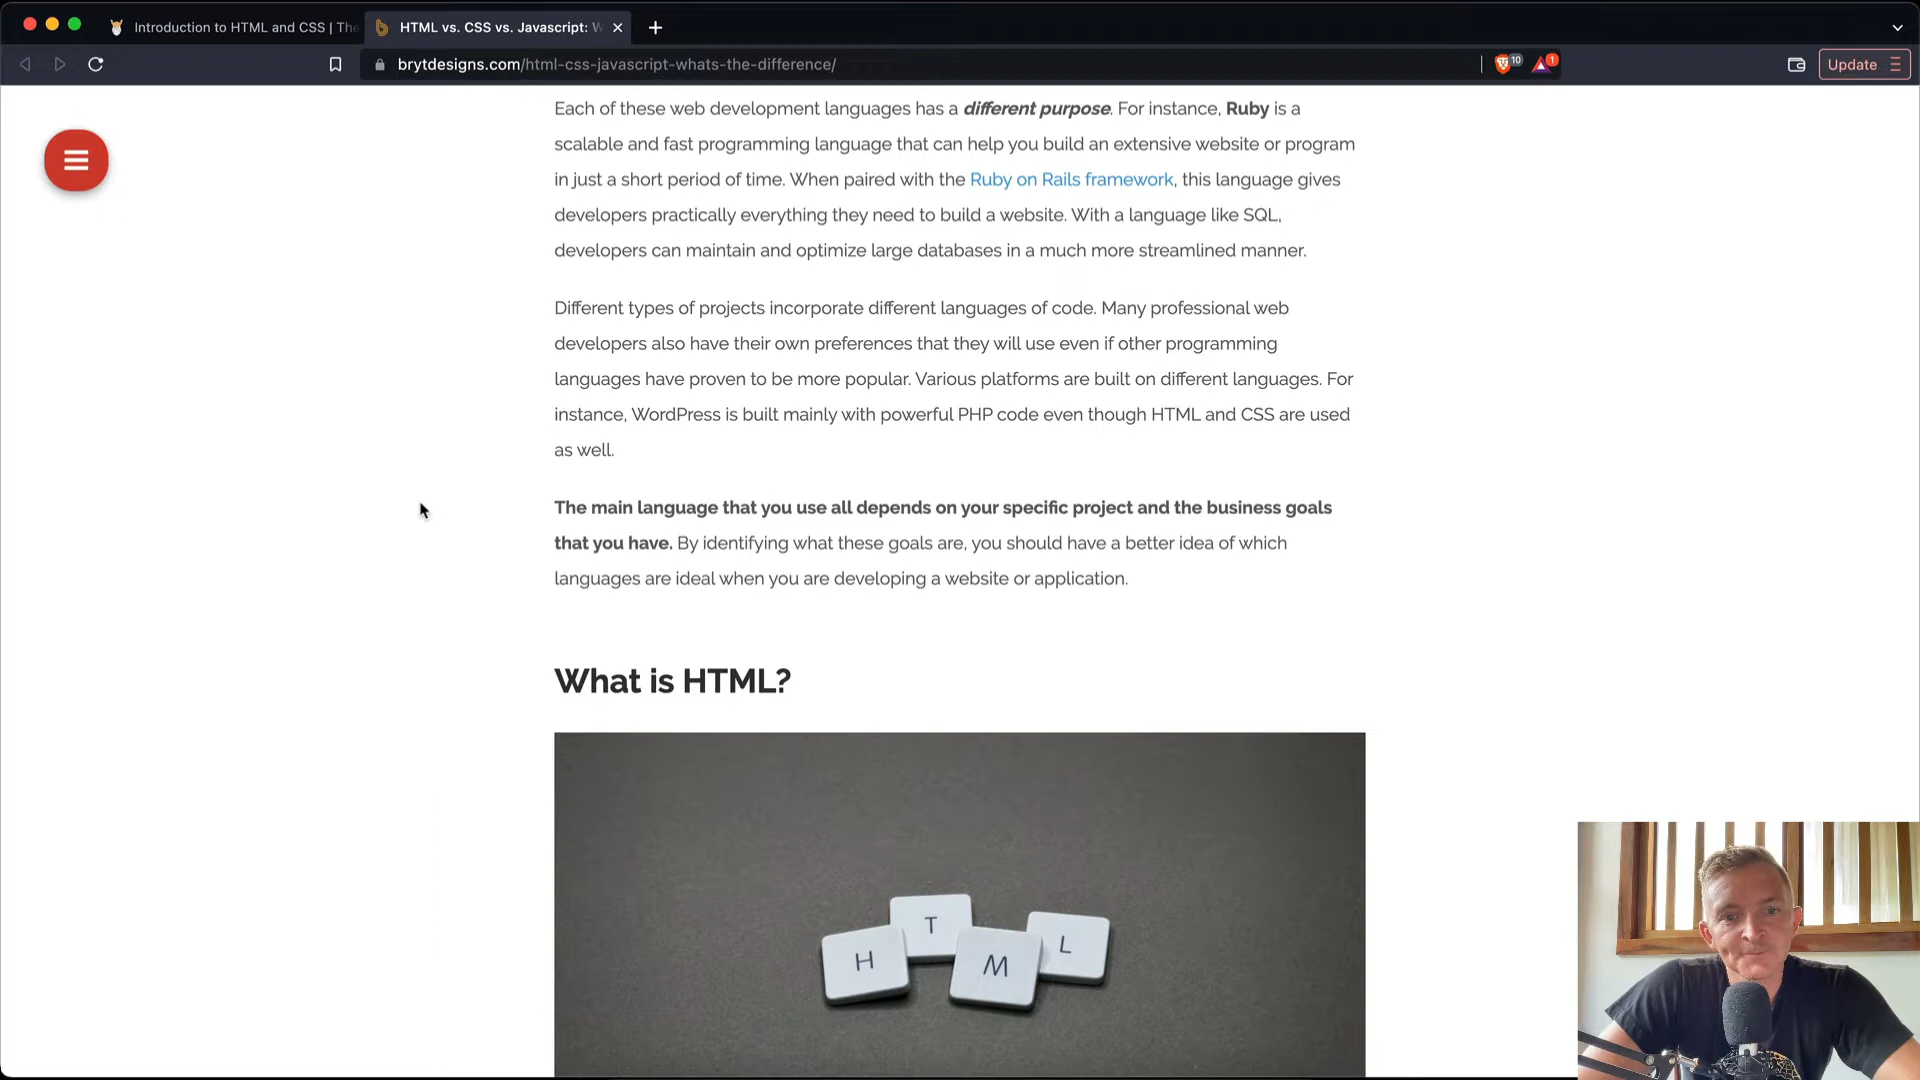 Introduction to HTML and CSS | The
HTML vs. CSS vs. Javascript: W
brytdesigns.com/html-css-javascript-whats-the-difference/
10
1
Update
Each of these web development languages has a different purpose. For instance, Ruby is a
scalable and fast programming language that can help you build an extensive website or program
in just a short period of time. When paired with the Ruby on Rails framework, this language gives
developers practically everything they need to build a website. With a language like SQL,
developers can maintain and optimize large databases in a much more streamlined manner.
Different types of projects incorporate different languages of code. Many professional web
developers also have their own preferences that they will use even if other programming
languages have proven to be more popular. Various platforms are built on different languages. For
instance, WordPress is built mainly with powerful PHP code even though HTML and CSS are used
as well.
The main language that you use all depends on your specific project and the business goals
that you have. By identifying what these goals are, you should have a better idea of which
languages are ideal when you are developing a website or application.
What is HTML?
H T M L